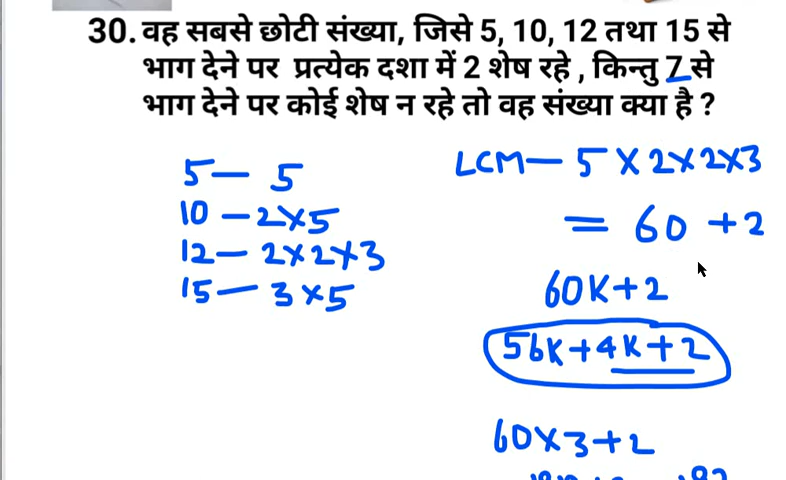 30. वह सबसे छोटी संख्या, जिसे 5, 10, 12 तथा 15 से
भाग देने पर प्रत्येक दशा में 2 शेष रहे , किन्तु 7 से
भाग देने पर कोई शेष न रहे तो वह संख्या क्या है ?
5 — 5
10 — 2×5
12 — 2×2×3
15 — 3×5
LCM — 5 × 2×2×3
= 60 +2
60K+2
56K+4K+2
60×3+2